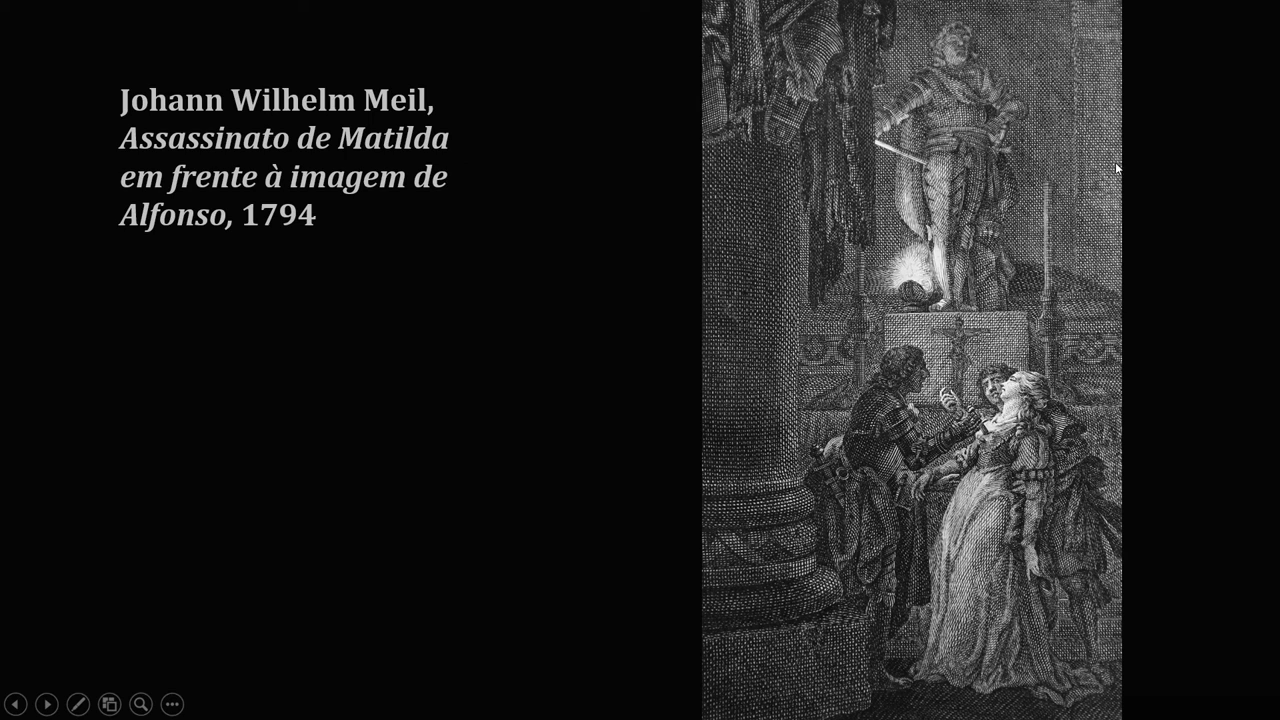 Johann Wilhelm Meil,
Assassinato de Matilda
em frente à imagem de
Alfonso, 1794